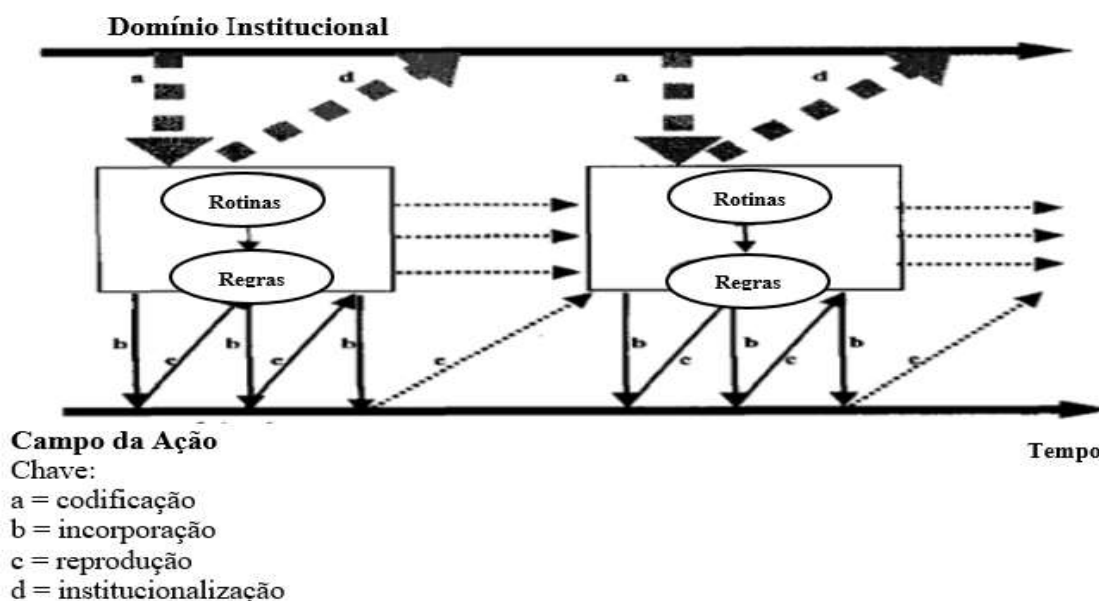 Domínio Institucional
a d a d
Rotinas Rotinas
Regras Regras
b c b c b e b c b c b e
Campo da Ação
Tempo
Chave:
a = codificação
b = incorporação
c = reprodução
d = institucionalização